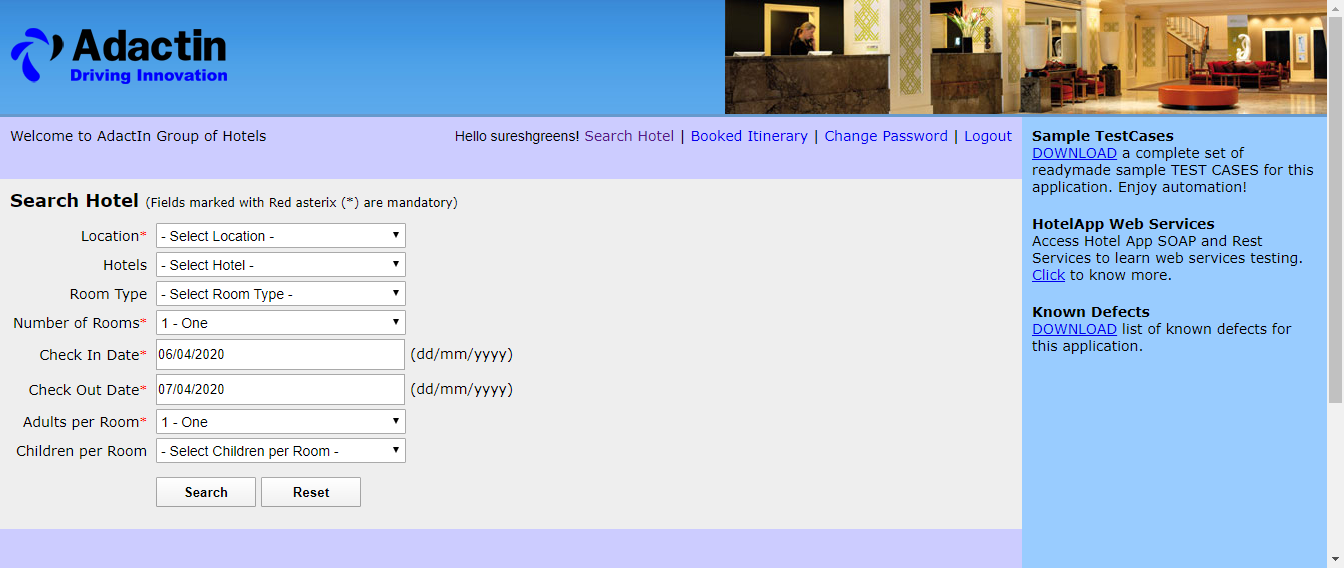 Adactin
Driving Innovation
Welcome to AdactIn Group of Hotels
Hello sureshgreens! Search Hotel | Booked Itinerary | Change Password | Logout
Search Hotel (Fields marked with Red asterix (*) are mandatory)
Location* - Select Location -
Hotels - Select Hotel -
Room Type - Select Room Type -
Number of Rooms* 1 - One
Check In Date* 06/04/2020 (dd/mm/yyyy)
Check Out Date* 07/04/2020 (dd/mm/yyyy)
Adults per Room* 1 - One
Children per Room - Select Children per Room -
Search Reset
Sample TestCases
DOWNLOAD a complete set of
readymade sample TEST CASES for this
application. Enjoy automation!
HotelApp Web Services
Access Hotel App SOAP and Rest
Services to learn web services testing.
Click to know more.
Known Defects
DOWNLOAD list of known defects for
this application.